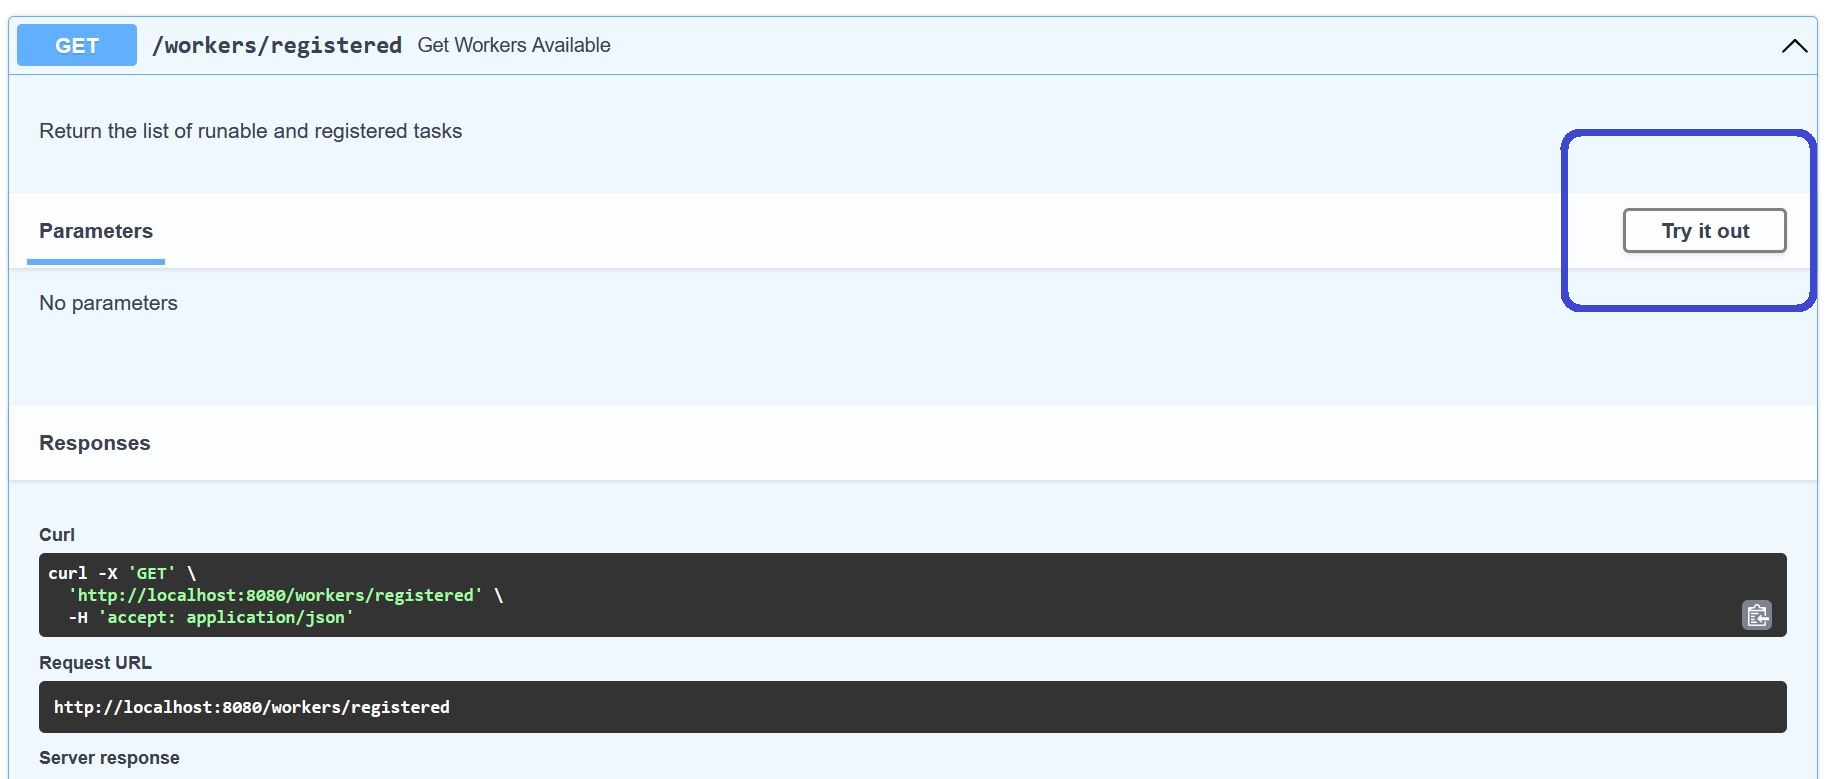 GET /workers/registered Get Workers Available
Return the list of runable and registered tasks
Parameters
Try it out
No parameters
Responses
Curl
curl -X 'GET' \
'http://localhost:8080/workers/registered' \
-H 'accept: application/json'
Request URL
http://localhost:8080/workers/registered
Server response